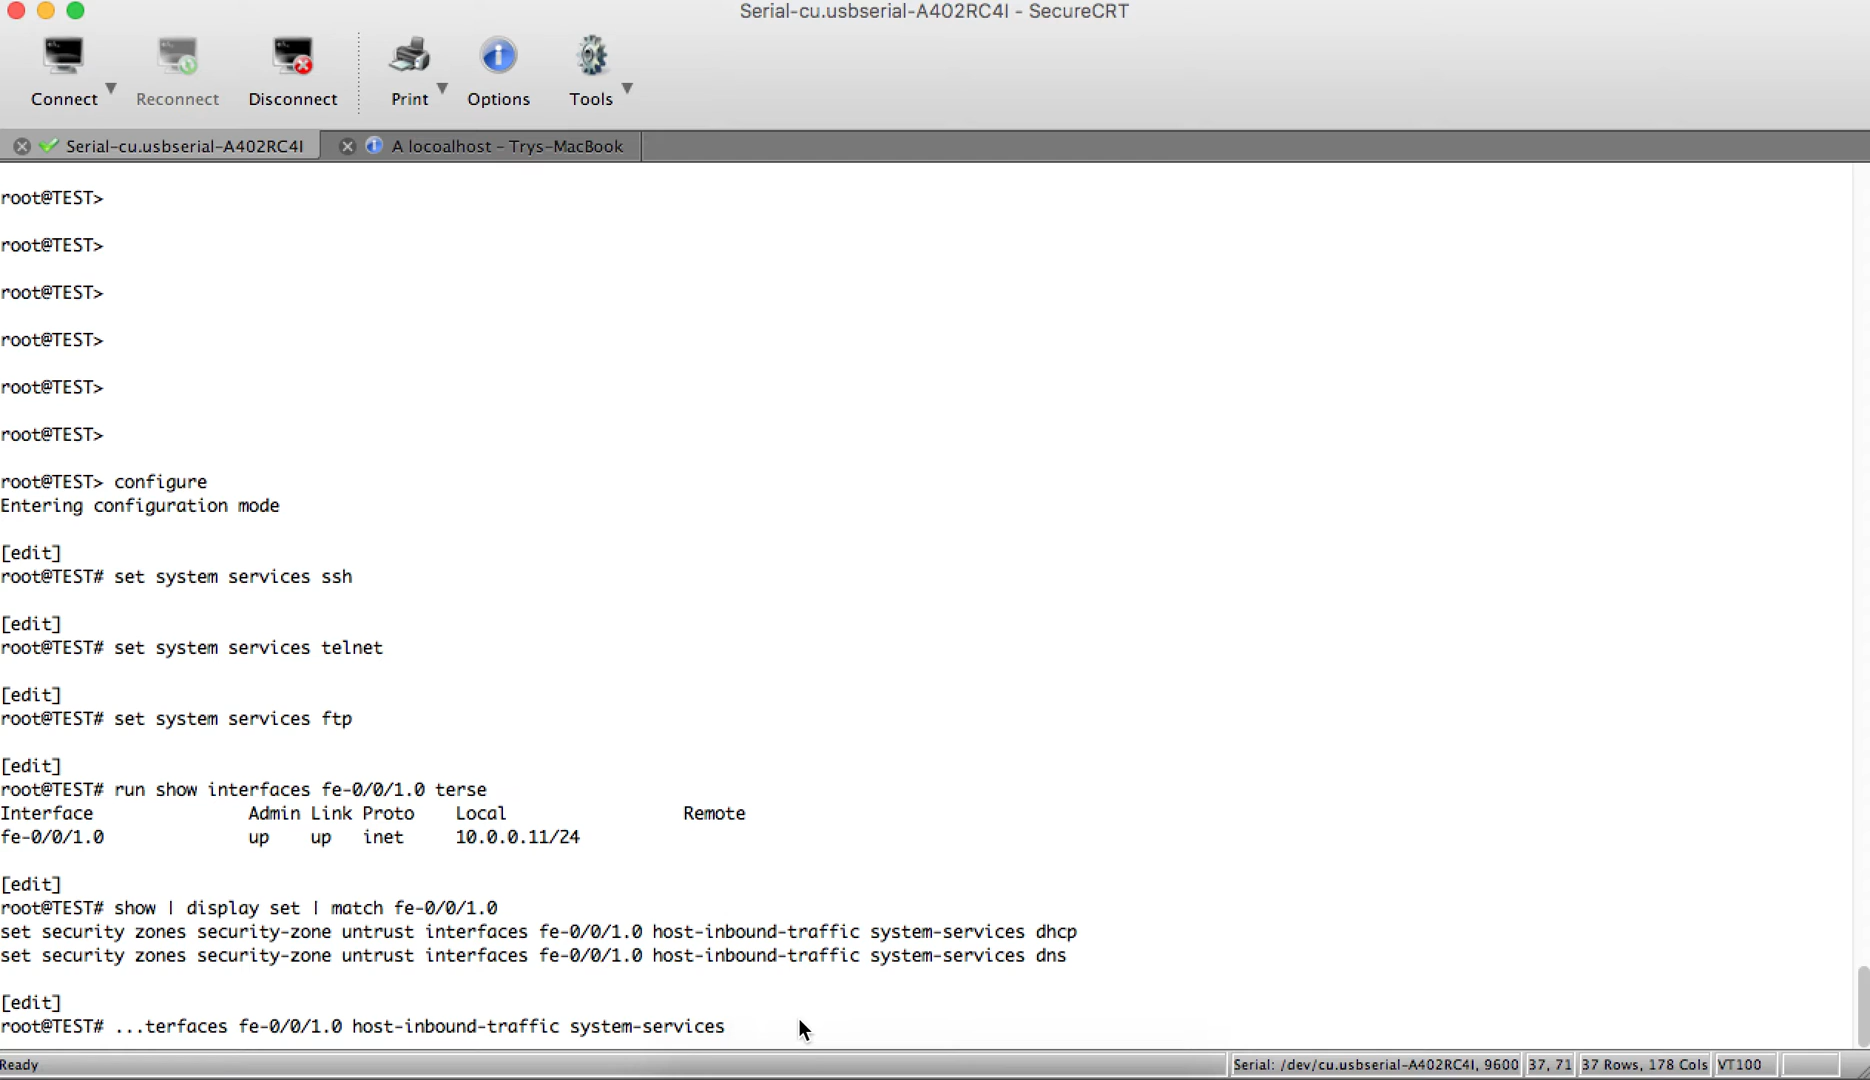 Serial-cu.usbserial-A402RC4I - SecureCRT
Connect Reconnect Disconnect Print Options Tools
Serial-cu.usbserial-A402RC4I A locoalhost - Trys-MacBook
root@TEST>
root@TEST>
root@TEST>
root@TEST>
root@TEST>
root@TEST>
root@TEST> configure
Entering configuration mode
[edit]
root@TEST# set system services ssh
[edit]
root@TEST# set system services telnet
[edit]
root@TEST# set system services ftp
[edit]
root@TEST# run show interfaces fe-0/0/1.0 terse
Interface Admin Link Proto Local Remote
fe-0/0/1.0 up up inet 10.0.0.11/24
[edit]
root@TEST# show | display set | match fe-0/0/1.0
set security zones security-zone untrust interfaces fe-0/0/1.0 host-inbound-traffic system-services dhcp
set security zones security-zone untrust interfaces fe-0/0/1.0 host-inbound-traffic system-services dns
[edit]
root@TEST# ...terfaces fe-0/0/1.0 host-inbound-traffic system-services
Ready Serial: /dev/cu.usbserial-A402RC4I, 9600 37, 71 37 Rows, 178 Cols VT100